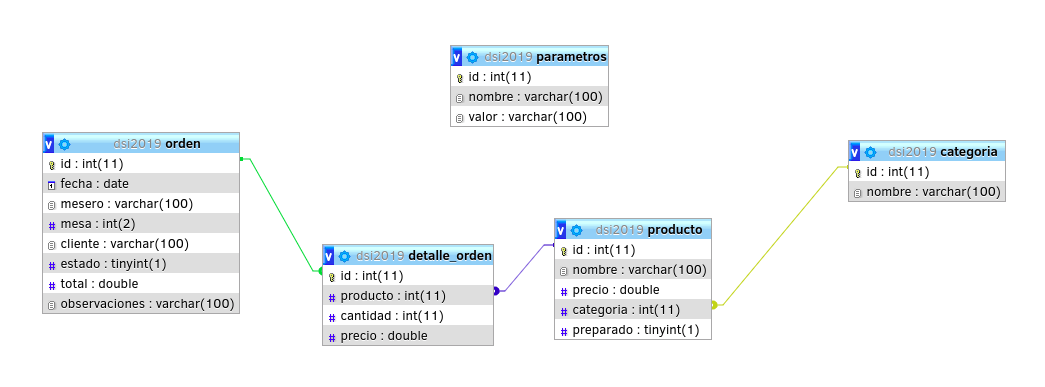 dsi2019 parametros
id : int(11)
nombre : varchar(100)
valor : varchar(100)
dsi2019 orden
id : int(11)
fecha : date
mesero : varchar(100)
mesa : int(2)
cliente : varchar(100)
estado : tinyint(1)
total : double
observaciones : varchar(100)
dsi2019 detalle_orden
id : int(11)
producto : int(11)
cantidad : int(11)
precio : double
dsi2019 producto
id : int(11)
nombre : varchar(100)
precio : double
categoria : int(11)
preparado : tinyint(1)
dsi2019 categoria
id : int(11)
nombre : varchar(100)